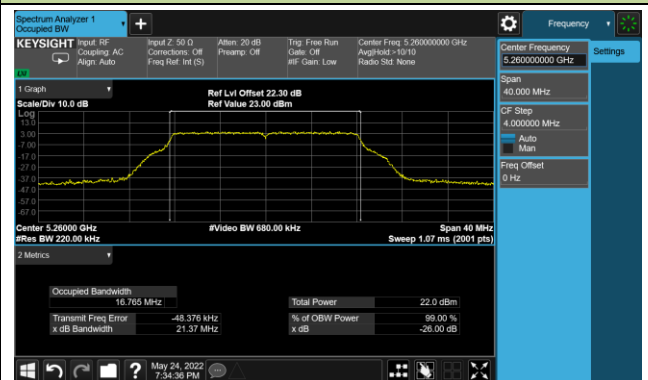 Spectrum Analyzer 1
Occupied BW
+
Frequency
KEYSIGHT
Input: RF
Coupling: AC
Align: Auto
Input Z: 50 Ω
Corrections: Off
Freq Ref: Int (S)
Atten: 20 dB
Preamp: Off
Trig: Free Run
Gate: Off
#IF Gain: Low
Center Freq: 5.260000000 GHz
Avg|Hold:>10/10
Radio Std: None
Center Frequency
5.260000000 GHz
Settings
Span
40.000 MHz
CF Step
4.000000 MHz
Auto
Man
Freq Offset
0 Hz
1 Graph
Scale/Div 10.0 dB
Ref Lvl Offset 22.30 dB
Ref Value 23.00 dBm
Log
13.0
3.00
-7.00
-17.0
-27.0
-37.0
-47.0
-57.0
-67.0
Center 5.26000 GHz
#Res BW 220.00 kHz
#Video BW 680.00 kHz
Span 40 MHz
Sweep 1.07 ms (2001 pts)
2 Metrics
Occupied Bandwidth
16.765 MHz
Total Power 22.0 dBm
Transmit Freq Error -48.376 kHz
% of OBW Power 99.00 %
x dB Bandwidth 21.37 MHz
x dB -26.00 dB
?
May 24, 2022
7:34:36 PM